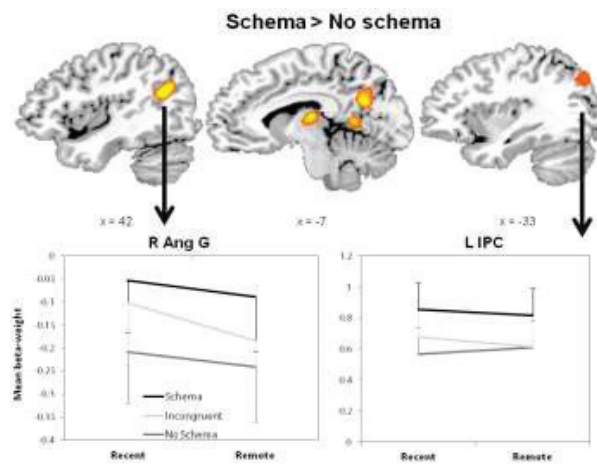 Schema > No schema
x = 42
x = -7
x = -33
R Ang G
L IPC
Mean beta-weight
0
-0.05
-0.1
-0.15
-0.2
-0.25
-0.3
-0.35
-0.4
Schema
Incongruent
No Schema
Recent
Remote
1.2
1
0.8
0.6
0.4
0.2
0
Recent
Remote